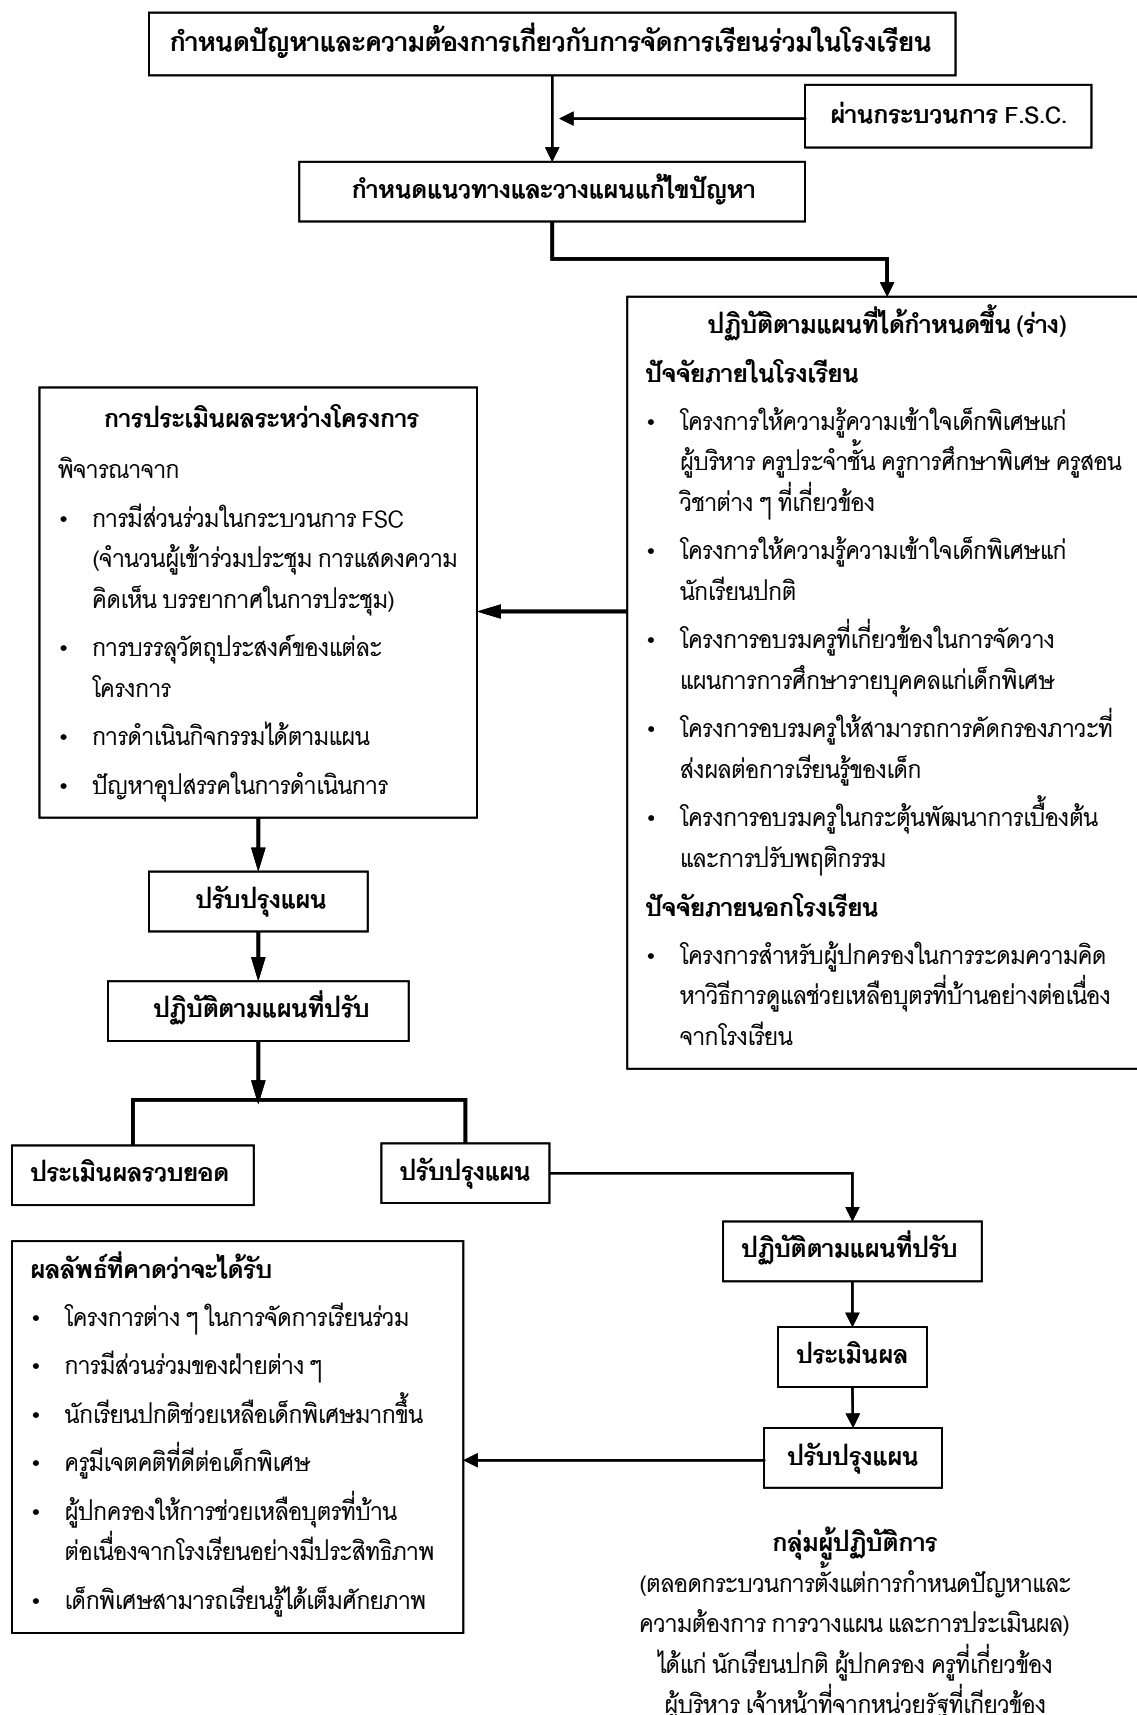 กำหนดปัญหาและความต้องการเกี่ยวกับการจัดการเรียนร่วมในโรงเรียน
ผ่านกระบวนการ F.S.C.
กำหนดแนวทางและวางแผนแก้ไขปัญหา
ปฏิบัติตามแผนที่ได้กำหนดขึ้น (ร่าง)
ปัจจัยภายในโรงเรียน
• โครงการให้ความรู้ความเข้าใจเด็กพิเศษแก่
ผู้บริหาร ครูประจำชั้น ครูการศึกษาพิเศษ ครูสอน
วิชาต่าง ๆ ที่เกี่ยวข้อง
• โครงการให้ความรู้ความเข้าใจเด็กพิเศษแก่
นักเรียนปกติ
• โครงการอบรมครูที่เกี่ยวข้องในการจัดวาง
แผนการการศึกษารายบุคคลแก่เด็กพิเศษ
• โครงการอบรมครูให้สามารถการคัดกรองภาวะที่
ส่งผลต่อการเรียนรู้ของเด็ก
• โครงการอบรมครูในกระตุ้นพัฒนาการเบื้องต้น
และการปรับพฤติกรรม
ปัจจัยภายนอกโรงเรียน
• โครงการสำหรับผู้ปกครองในการระดมความคิด
หาวิธีการดูแลช่วยเหลือบุตรที่บ้านอย่างต่อเนื่อง
จากโรงเรียน
การประเมินผลระหว่างโครงการ
พิจารณาจาก
• การมีส่วนร่วมในกระบวนการ FSC
(จำนวนผู้เข้าร่วมประชุม การแสดงความ
คิดเห็น บรรยากาศในการประชุม)
• การบรรลุวัตถุประสงค์ของแต่ละ
โครงการ
• การดำเนินกิจกรรมได้ตามแผน
• ปัญหาอุปสรรคในการดำเนินการ
ปรับปรุงแผน
ปฏิบัติตามแผนที่ปรับ
ประเมินผลรวบยอด
ปรับปรุงแผน
ปฏิบัติตามแผนที่ปรับ
ประเมินผล
ปรับปรุงแผน
ผลลัพธ์ที่คาดว่าจะได้รับ
• โครงการต่าง ๆ ในการจัดการเรียนร่วม
• การมีส่วนร่วมของฝ่ายต่าง ๆ
• นักเรียนปกติช่วยเหลือเด็กพิเศษมากขึ้น
• ครูมีเจตคติที่ดีต่อเด็กพิเศษ
• ผู้ปกครองให้การช่วยเหลือบุตรที่บ้าน
ต่อเนื่องจากโรงเรียนอย่างมีประสิทธิภาพ
• เด็กพิเศษสามารถเรียนรู้ได้เต็มศักยภาพ
กลุ่มผู้ปฏิบัติการ
(ตลอดกระบวนการตั้งแต่การกำหนดปัญหาและ
ความต้องการ การวางแผน และการประเมินผล)
ได้แก่ นักเรียนปกติ ผู้ปกครอง ครูที่เกี่ยวข้อง
ผู้บริหาร เจ้าหน้าที่จากหน่วยรัฐที่เกี่ยวข้อง